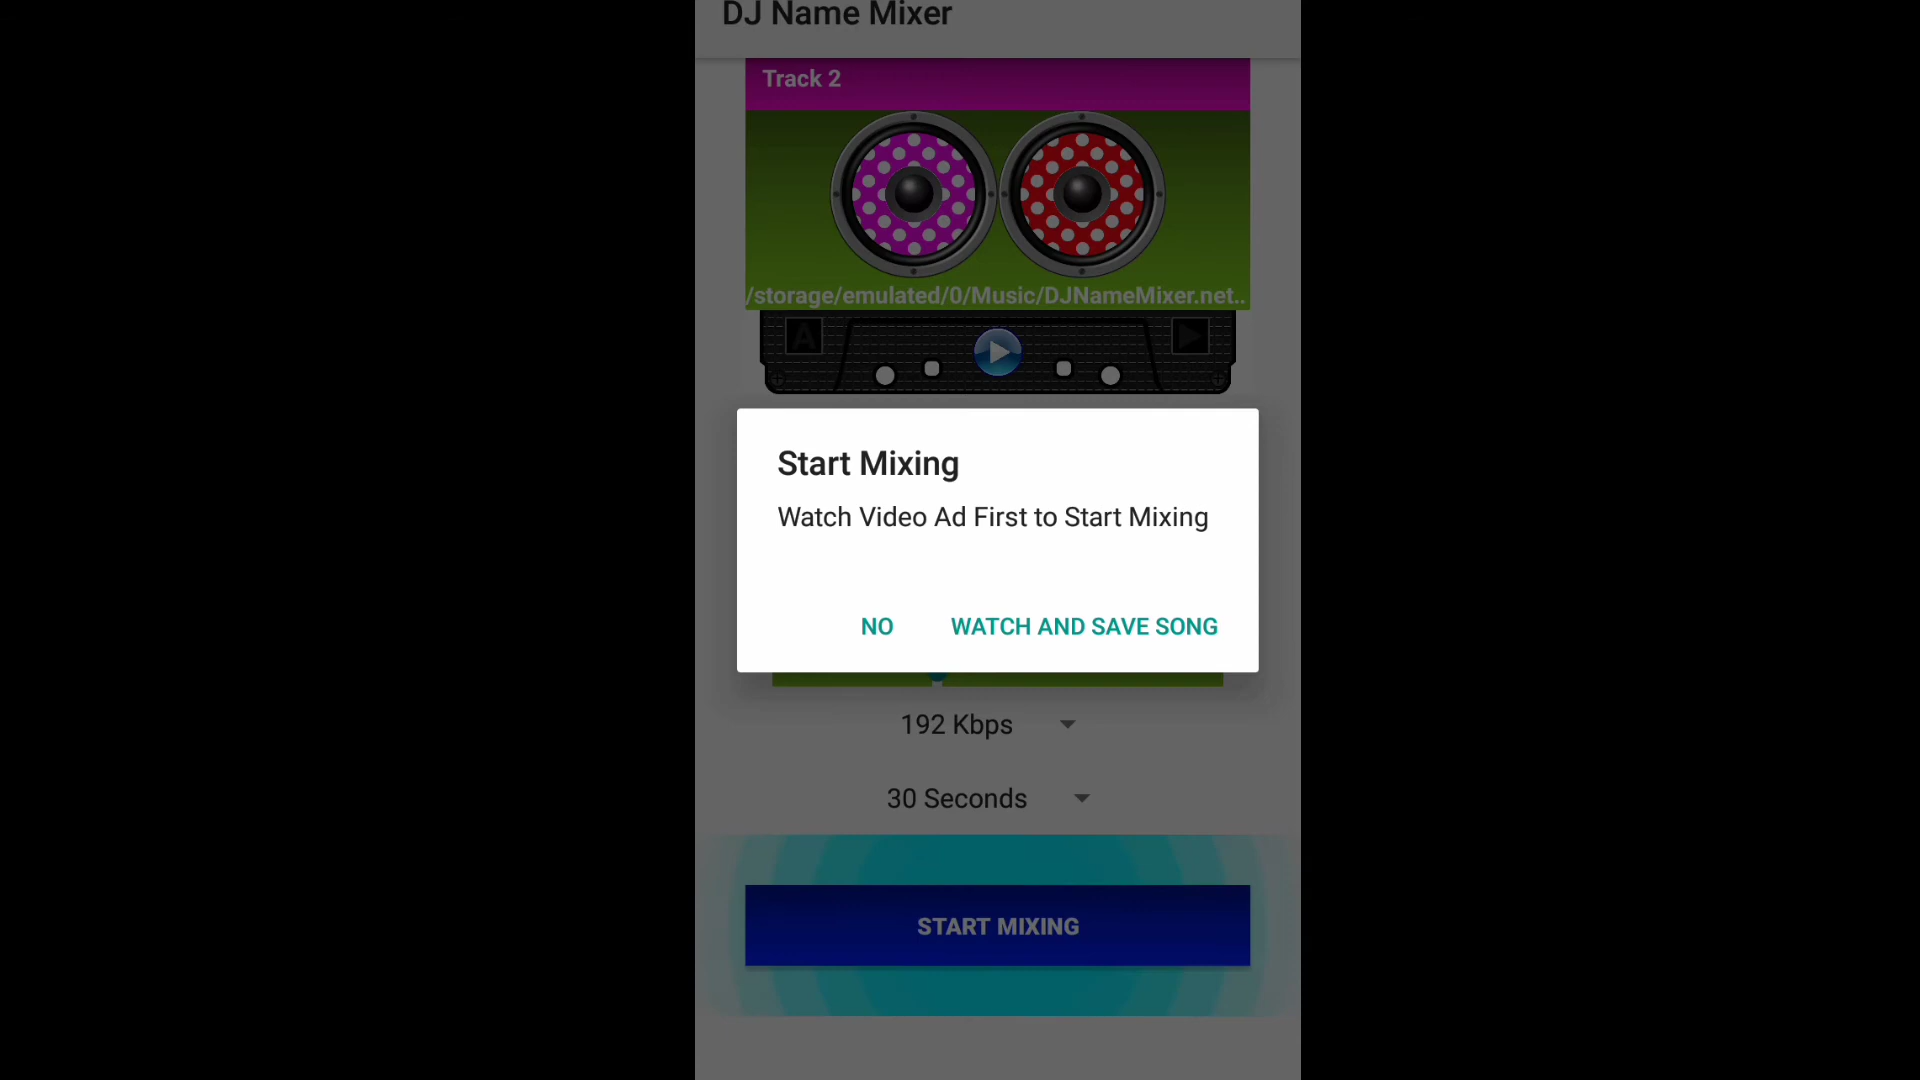 DJ Name Mixer
Track 2
/storage/emulated/0/Music/DJNameMixer.net..
A
Start Mixing
Watch Video Ad First to Start Mixing
NO WATCH AND SAVE SONG
192 Kbps
30 Seconds
START MIXING